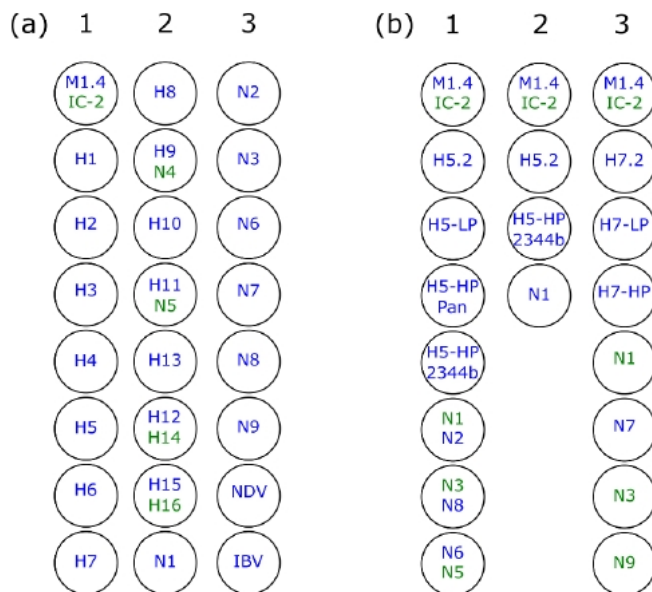 (a) 1 2 3
M1.4 H8 N2
IC-2
H1 H9 N3
N4
H2 H10 N6
H3 H11 N7
N5
H4 H13 N8
H5 H12 N9
H14
H6 H15 NDV
H16
H7 N1 IBV
(b) 1 2 3
M1.4 M1.4 M1.4
IC-2 IC-2 IC-2
H5.2 H5.2 H7.2
H5-LP H5-HP H7-LP
2344b
H5-HP N1 H7-HP
Pan
H5-HP N1
2344b
N1 N7
N2
N3 N3
N8
N6 N9
N5